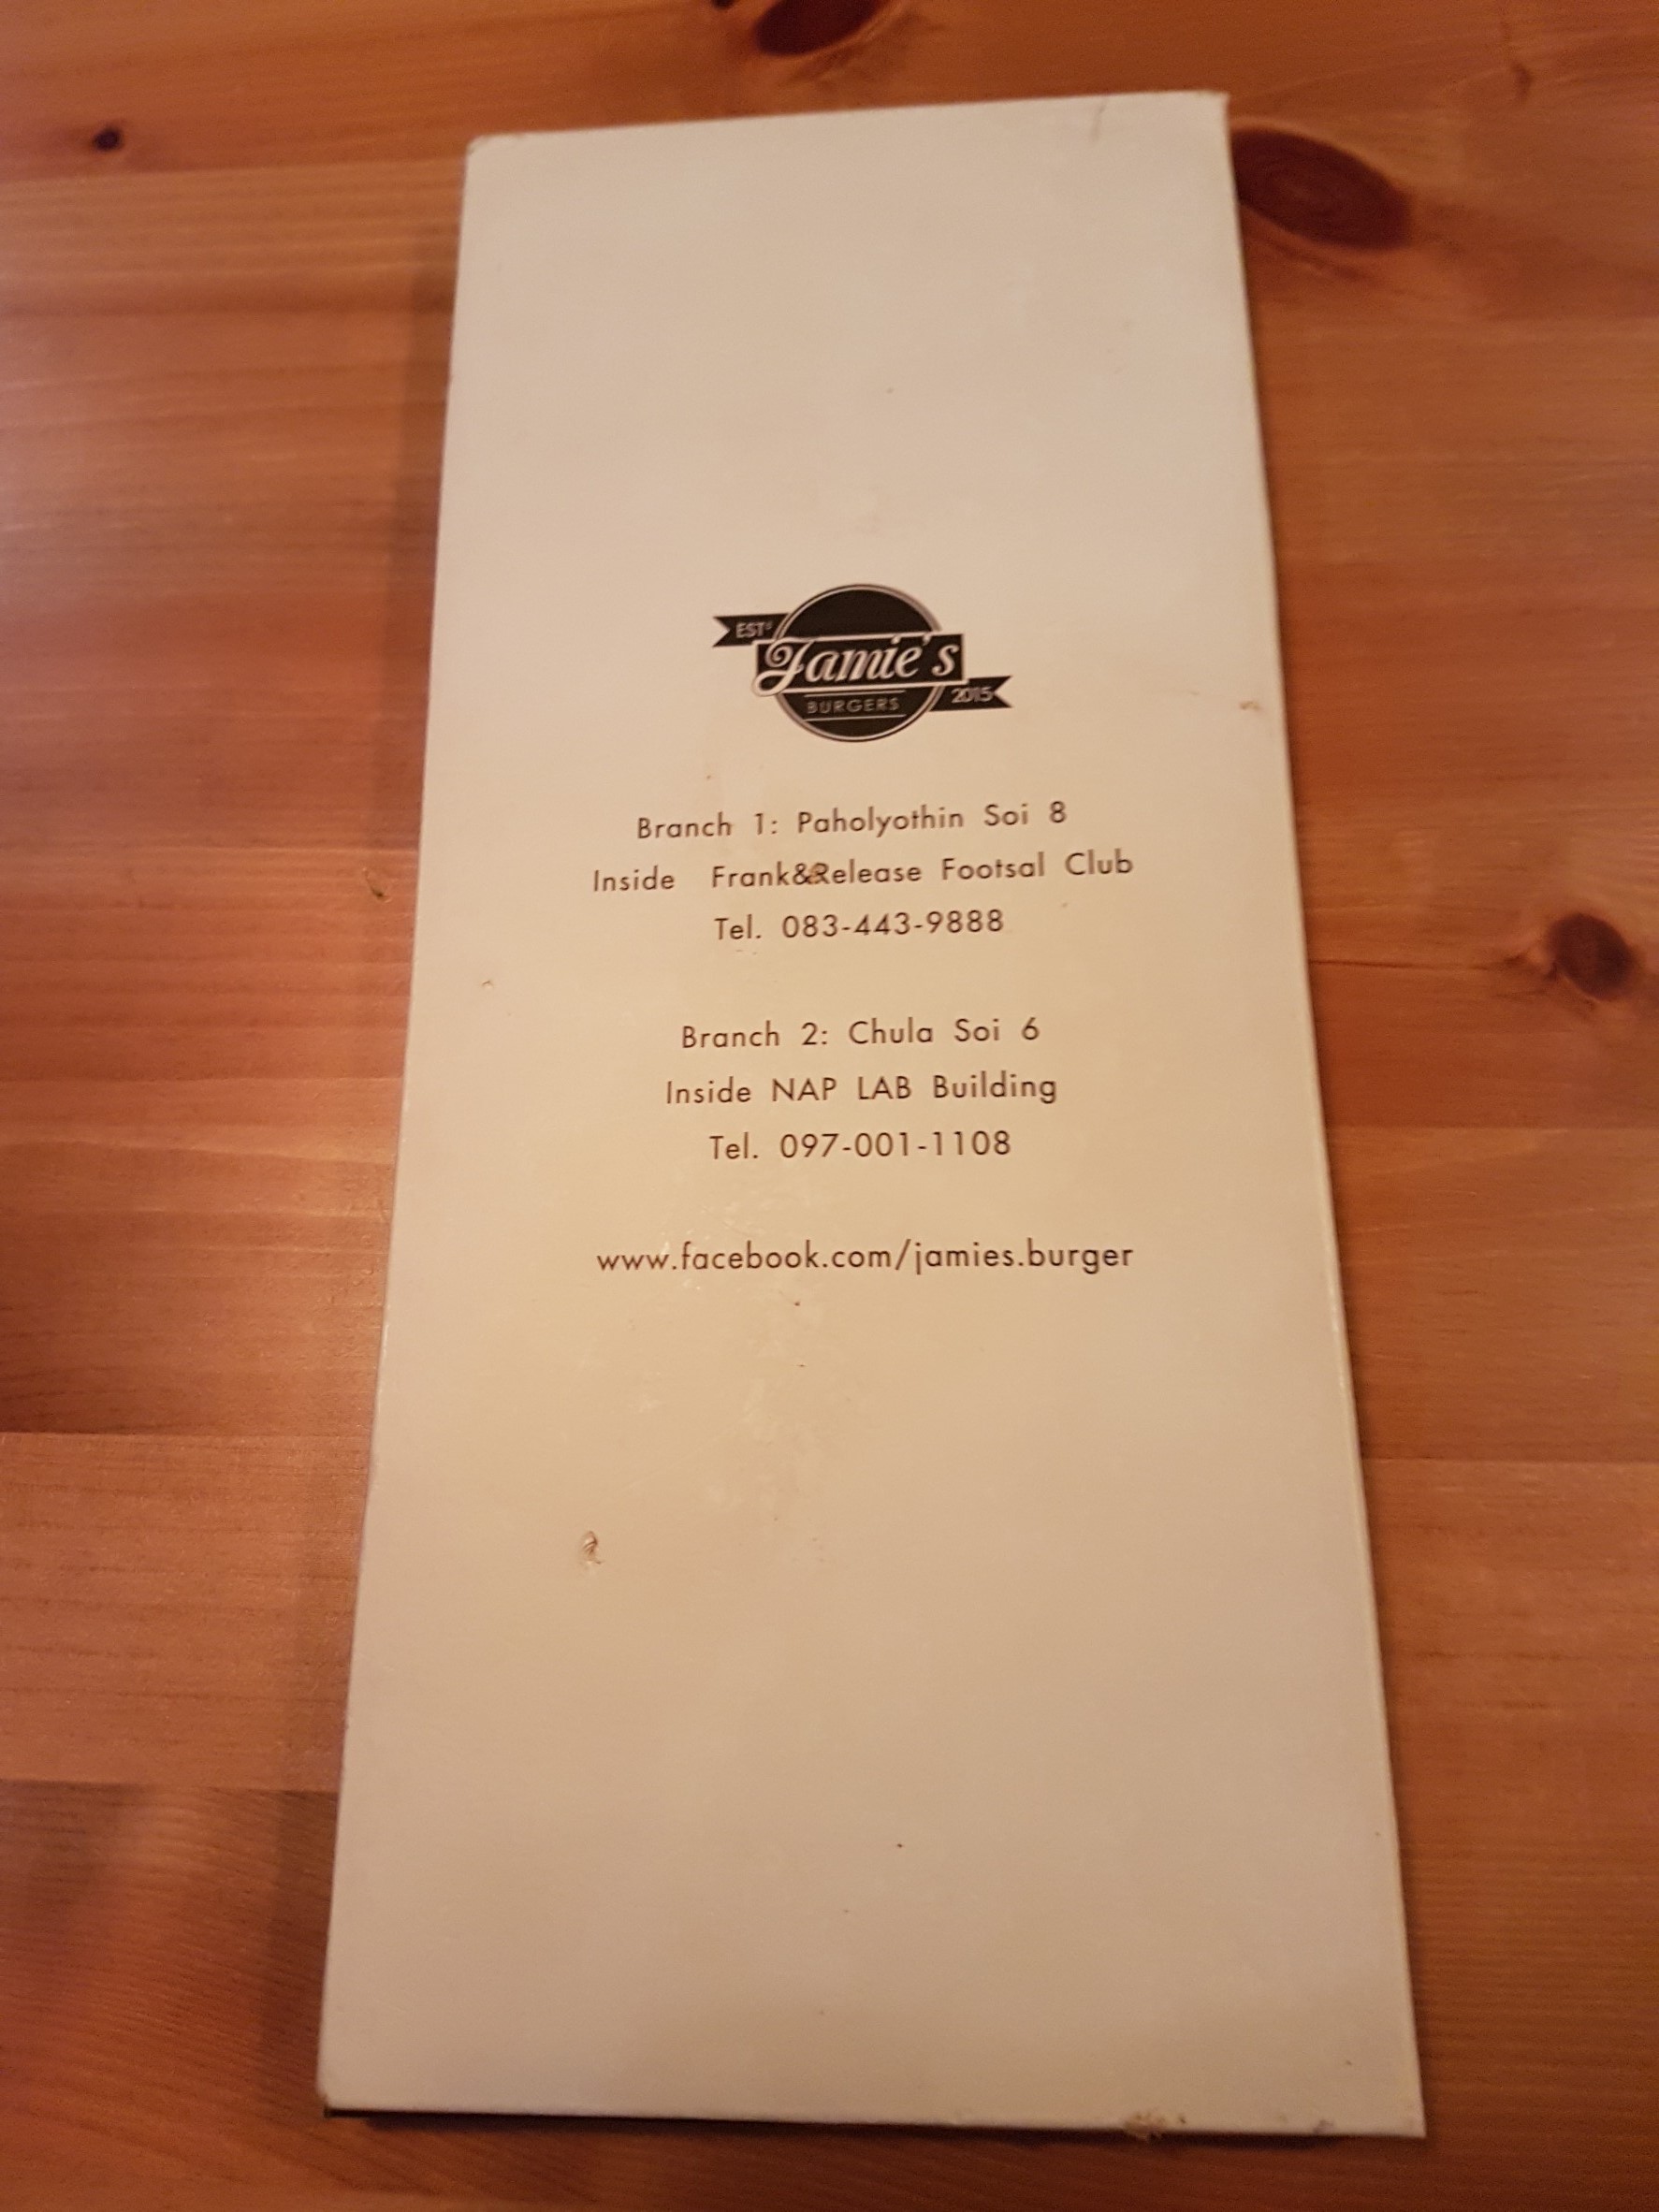 EST'
Jamie's
BURGERS
2015
Branch 1: Paholyothin Soi 8
Inside Frank&Release Footsal Club
Tel. 083-443-9888
Branch 2: Chula Soi 6
Inside NAP LAB Building
Tel. 097-001-1108
www.facebook.com/jamies.burger